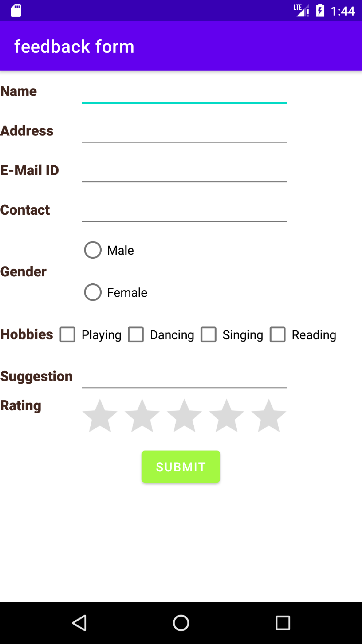 LTE 1:44
feedback form
Name
Address
E-Mail ID
Contact
Male
Gender
Female
Hobbies Playing Dancing Singing Reading
Suggestion
Rating
SUBMIT